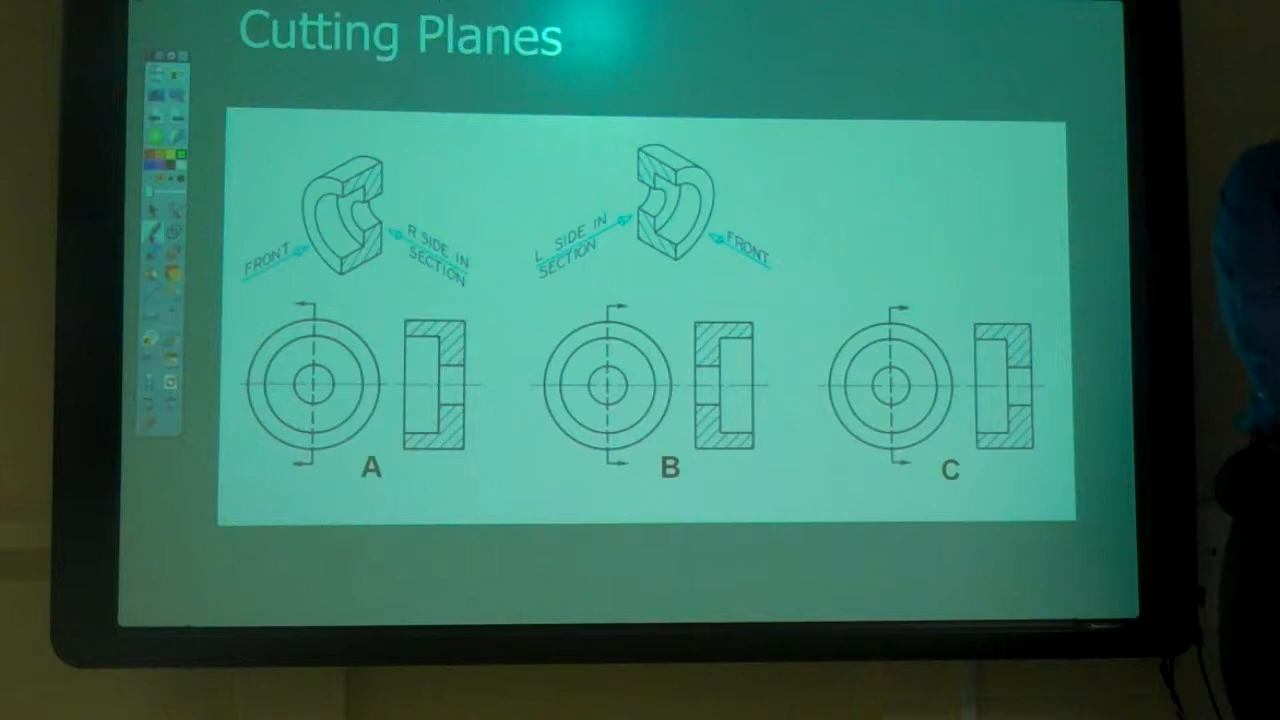 Cutting Planes
FRONT
R SIDE IN
SECTION
L SIDE IN
SECTION
FRONT
A
B
C